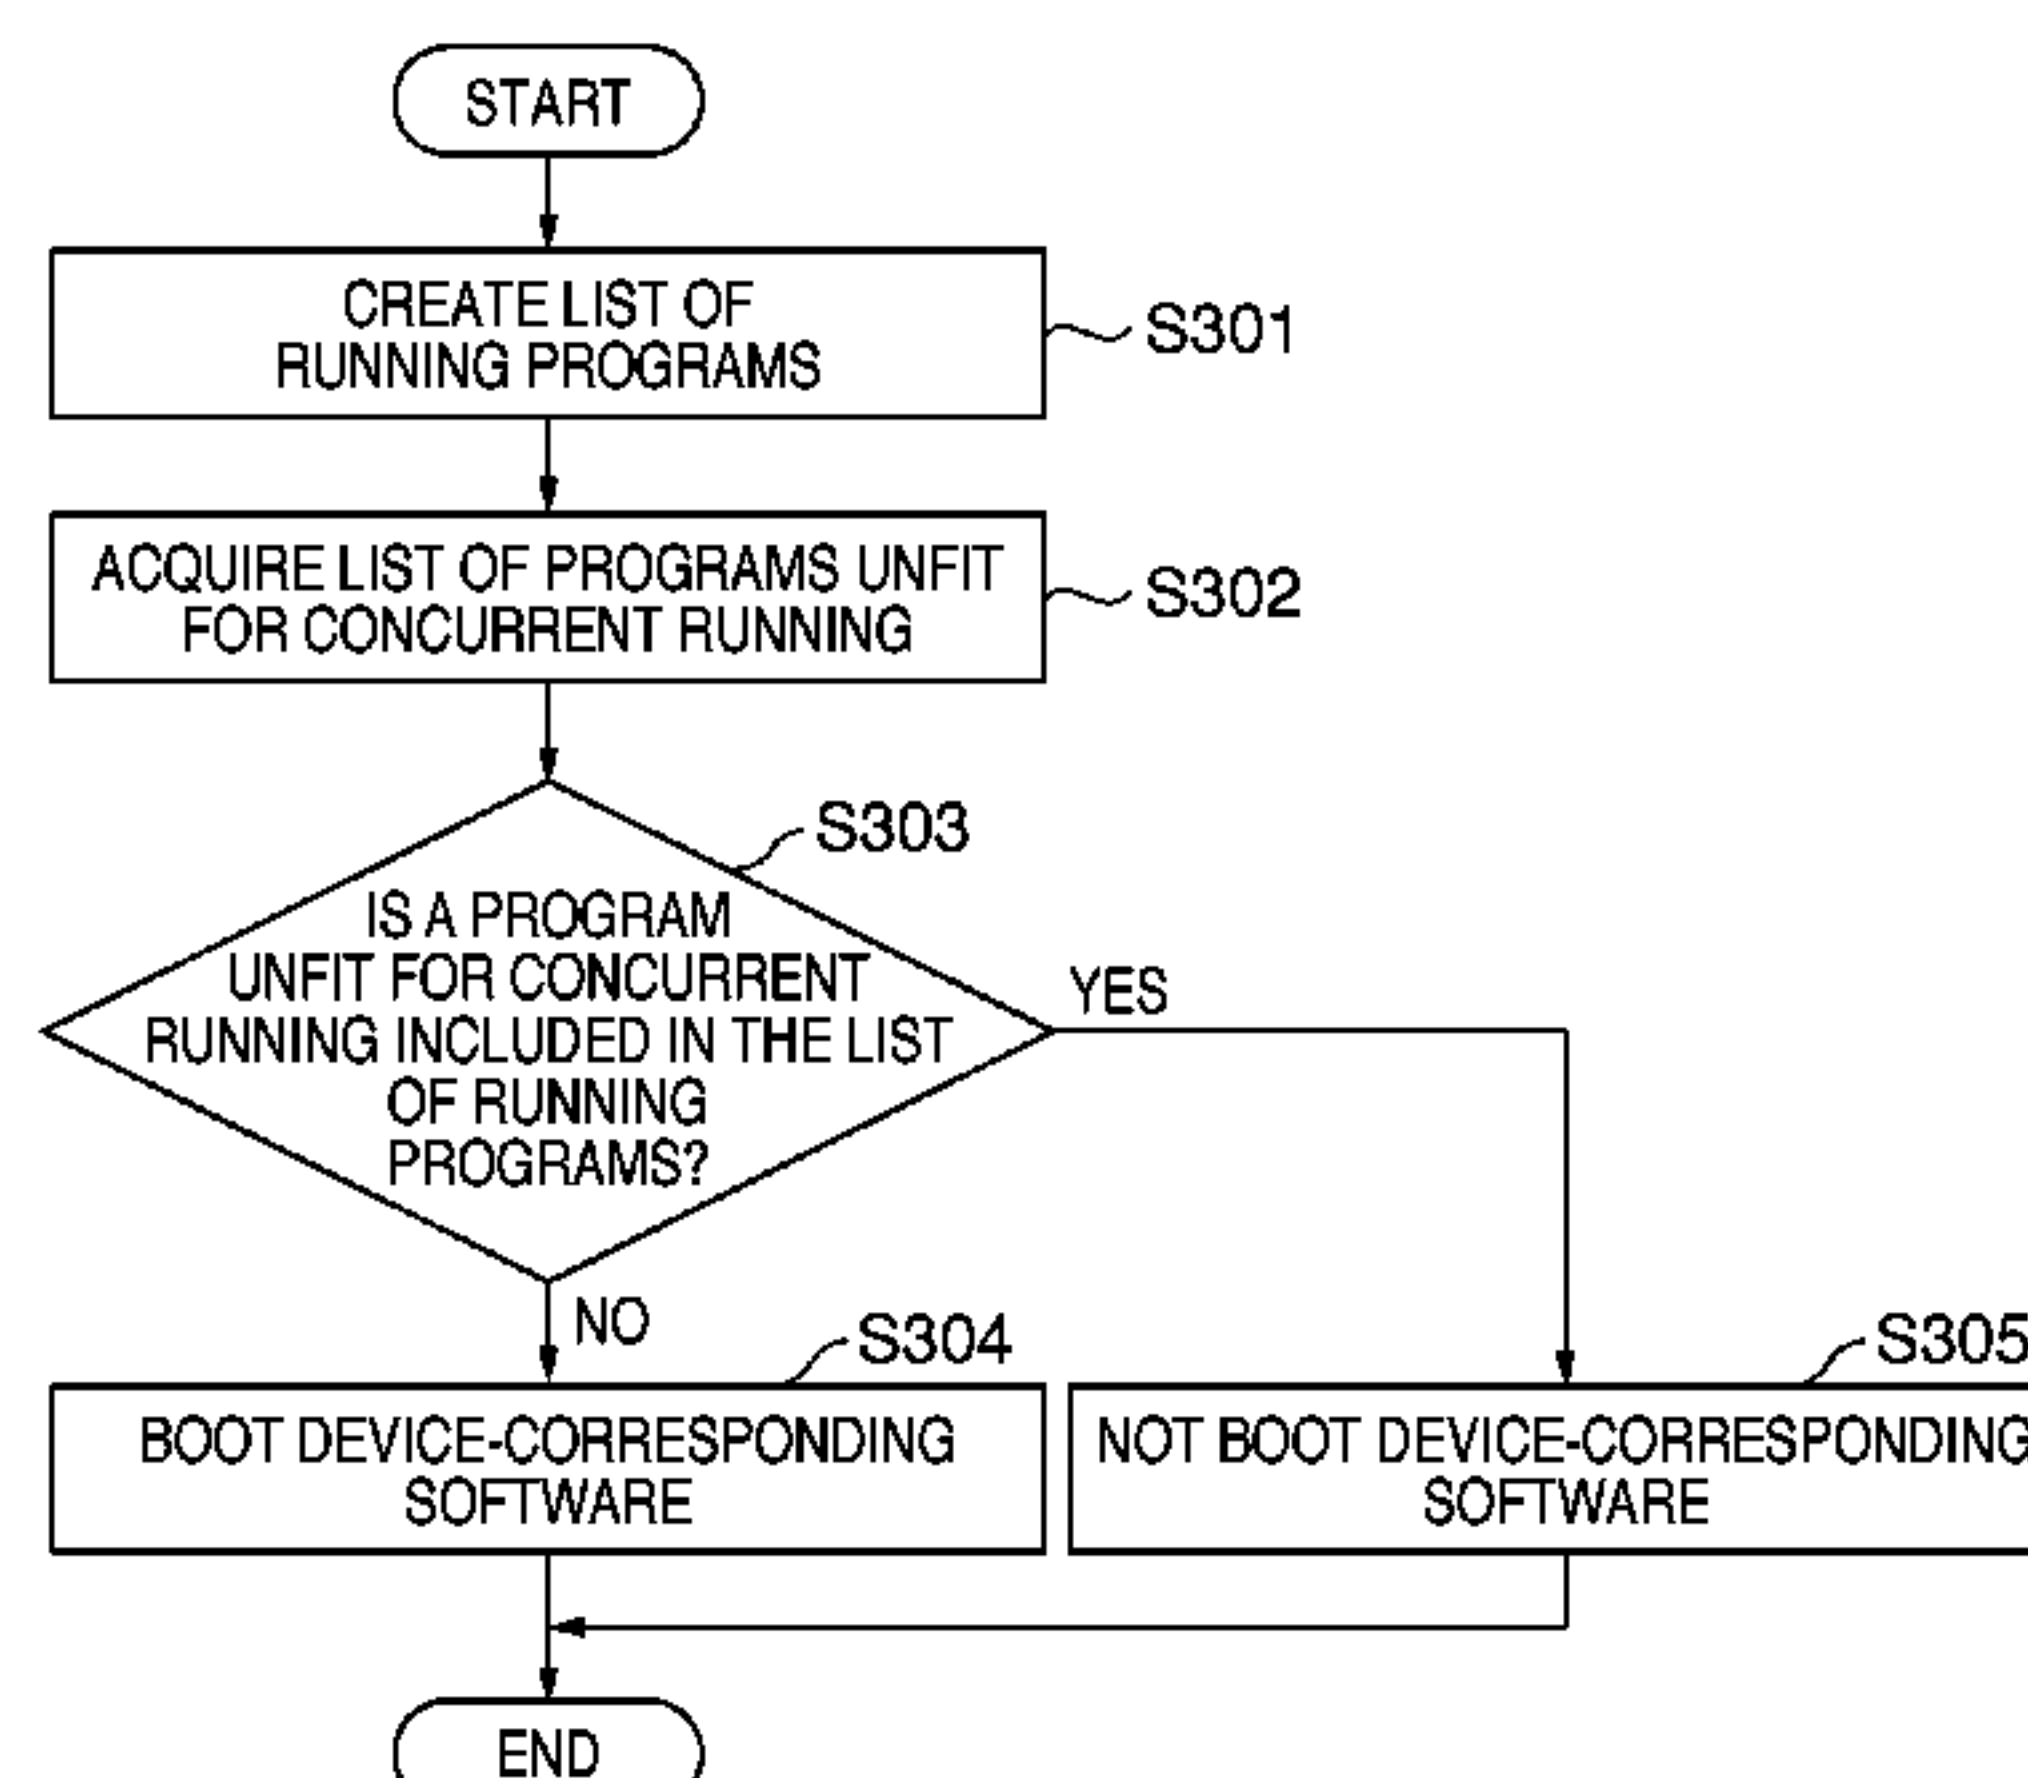 START
CREATE LIST OF
RUNNING PROGRAMS
S301
ACQUIRE LIST OF PROGRAMS UNFIT
FOR CONCURRENT RUNNING
S302
S303
IS A PROGRAM
UNFIT FOR CONCURRENT
RUNNING INCLUDED IN THE LIST
OF RUNNING
PROGRAMS?
YES
NO
S304
BOOT DEVICE-CORRESPONDING
SOFTWARE
S305
NOT BOOT DEVICE-CORRESPONDING
SOFTWARE
END